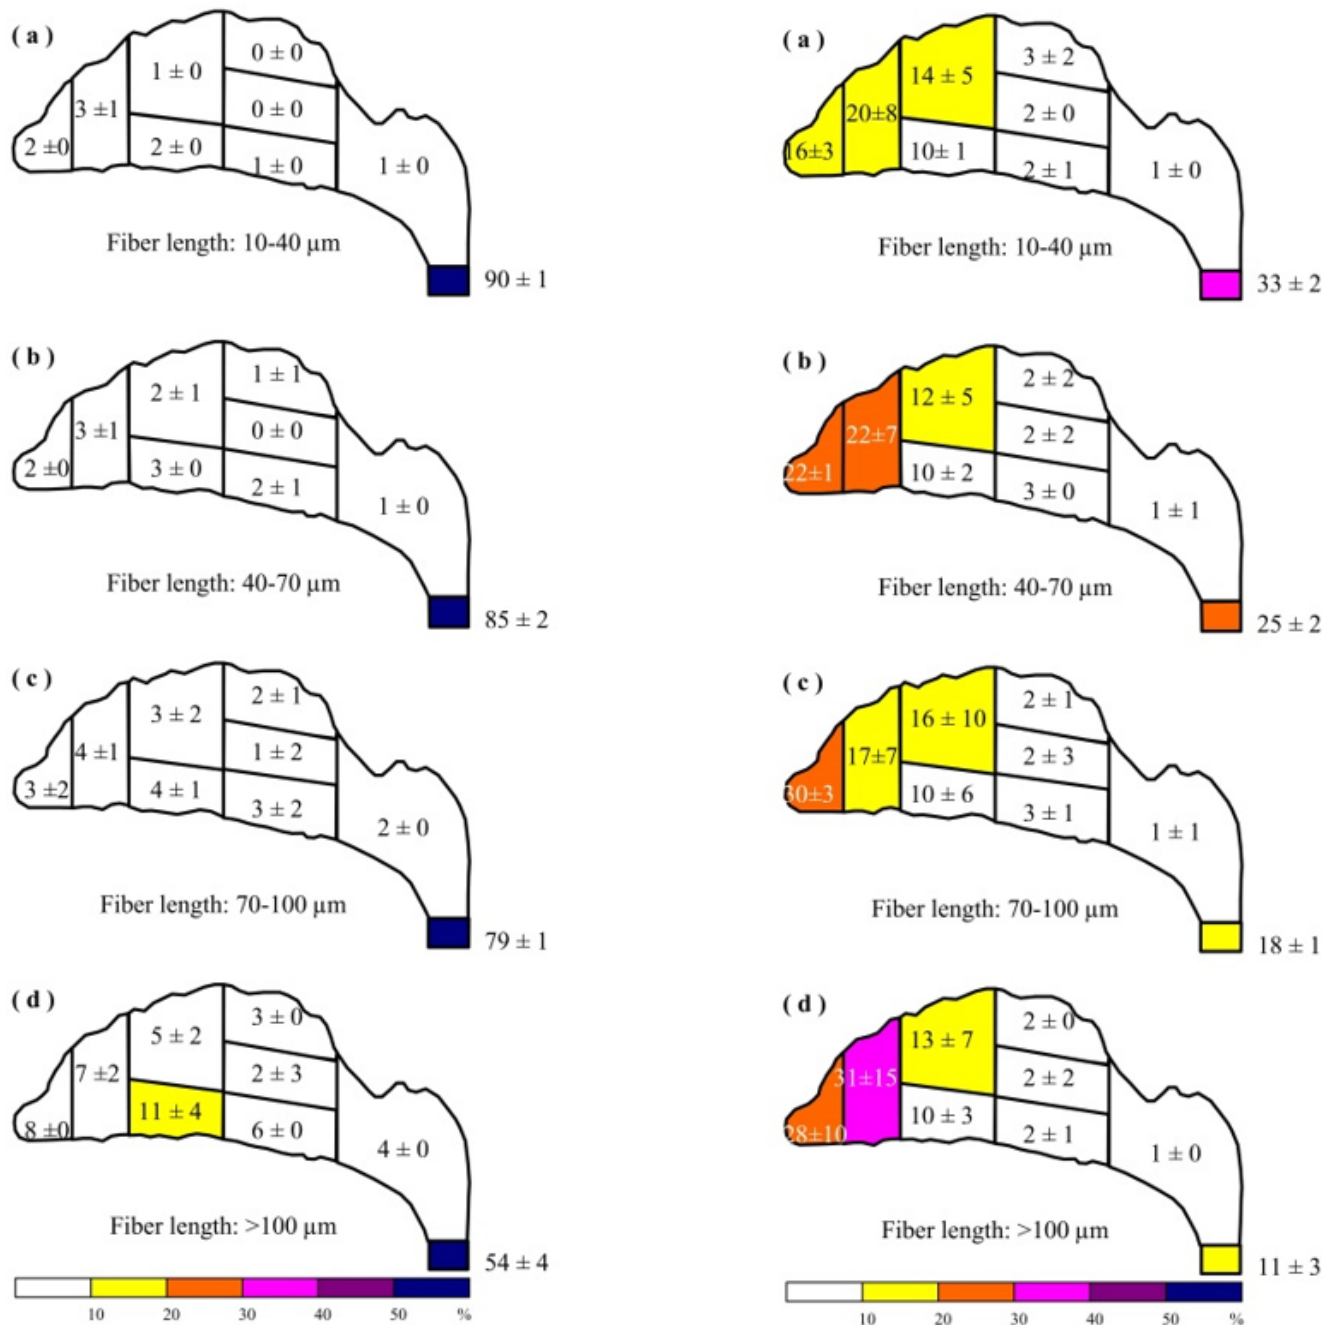 ( a )
0 ± 0
1 ± 0
3 ±1
0 ± 0
2 ±0
2 ± 0
1 ± 0
1 ± 0
Fiber length: 10-40 µm
90 ± 1
( b )
1 ± 1
2 ± 1
3 ±1
0 ± 0
2 ±0
3 ± 0
2 ± 1
1 ± 0
Fiber length: 40-70 µm
85 ± 2
( c )
2 ± 1
3 ± 2
4 ±1
1 ± 2
3 ±2
4 ± 1
3 ± 2
2 ± 0
Fiber length: 70-100 µm
79 ± 1
( d )
3 ± 0
5 ± 2
7 ±2
2 ± 3
11 ± 4
8 ±0
6 ± 0
4 ± 0
Fiber length: >100 µm
54 ± 4
10 20 30 40 50 %
( a )
3 ± 2
14 ± 5
20±8
2 ± 0
16±3
10± 1
2 ± 1
1 ± 0
Fiber length: 10-40 µm
33 ± 2
( b )
2 ± 2
12 ± 5
22±7
2 ± 2
22±1
10 ± 2
3 ± 0
1 ± 1
Fiber length: 40-70 µm
25 ± 2
( c )
2 ± 1
16 ± 10
17±7
2 ± 3
30±3
10 ± 6
3 ± 1
1 ± 1
Fiber length: 70-100 µm
18 ± 1
( d )
2 ± 0
13 ± 7
31±15
2 ± 2
28±10
10 ± 3
2 ± 1
1 ± 0
Fiber length: >100 µm
11 ± 3
10 20 30 40 50 %